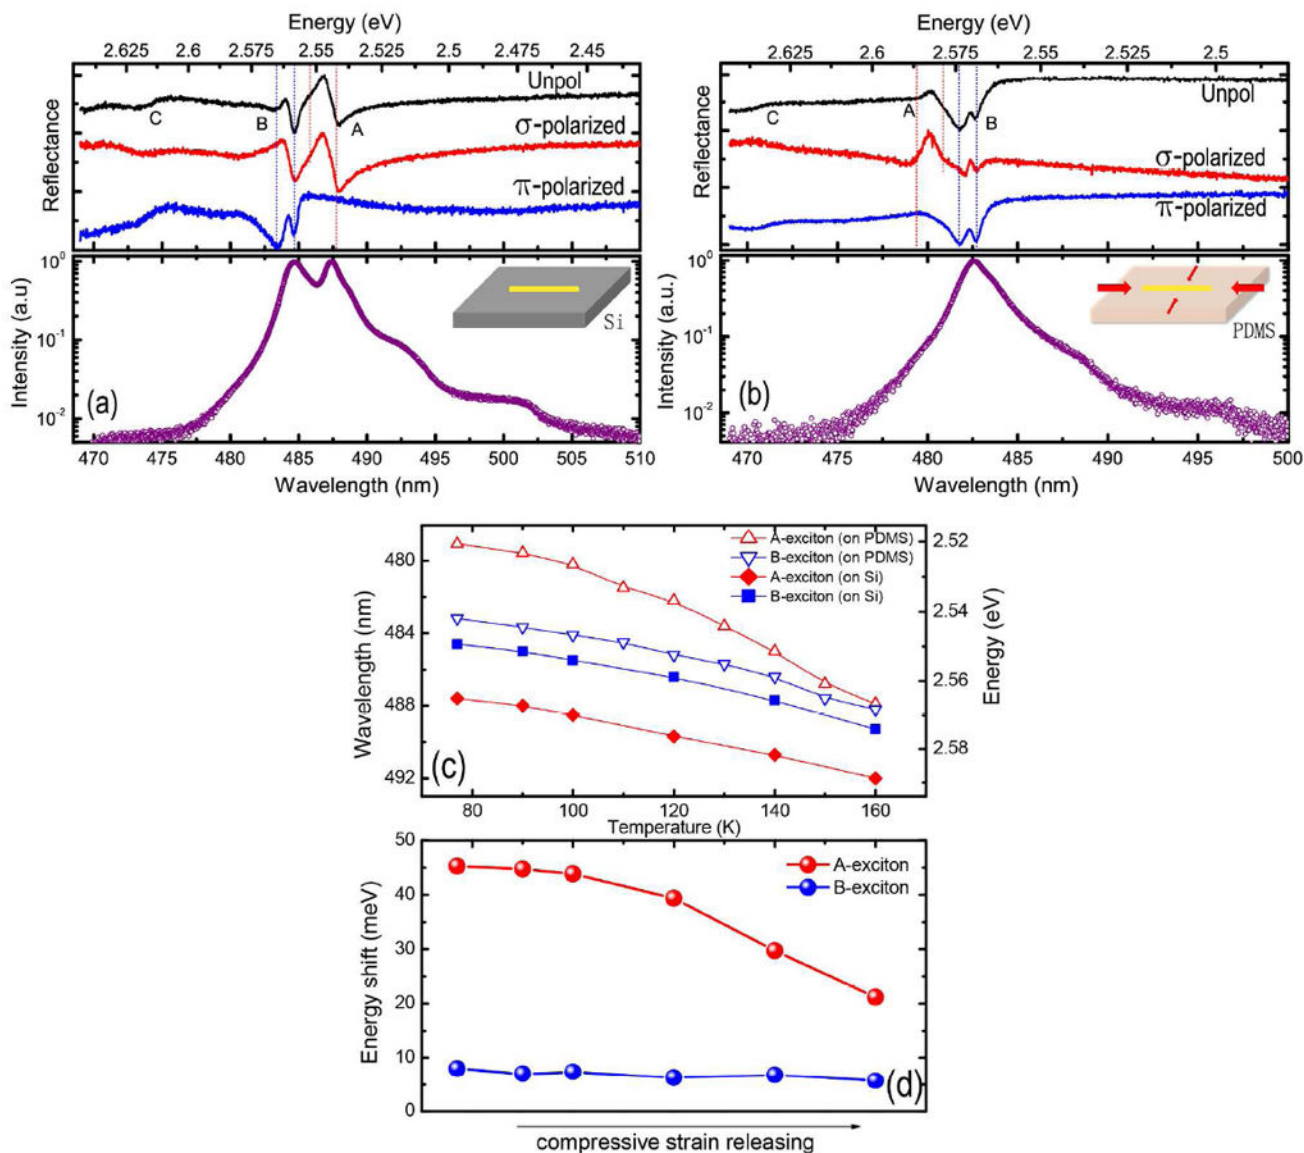 Energy (eV)
2.625 2.6 2.575 2.55 2.525 2.5 2.475 2.45
Unpol
C B A
σ-polarized
π-polarized
Reflectance
10⁰
10⁻¹
10⁻²
Intensity (a.u)
Si
(a)
470 475 480 485 490 495 500 505 510
Wavelength (nm)
Energy (eV)
2.625 2.6 2.575 2.55 2.525 2.5
Unpol
C A B
σ-polarized
π-polarized
Reflectance
10⁰
10⁻¹
10⁻²
Intensity (a.u.)
PDMS
(b)
470 475 480 485 490 495 500
Wavelength (nm)
A-exciton (on PDMS)
B-exciton (on PDMS)
A-exciton (on Si)
B-exciton (on Si)
480
484
488
492
Wavelength (nm)
2.52
2.54
2.56
2.58
Energy (eV)
(c)
80 100 120 140 160
Temperature (K)
50
40
30
20
10
0
Energy shift (meV)
A-exciton
B-exciton
(d)
compressive strain releasing